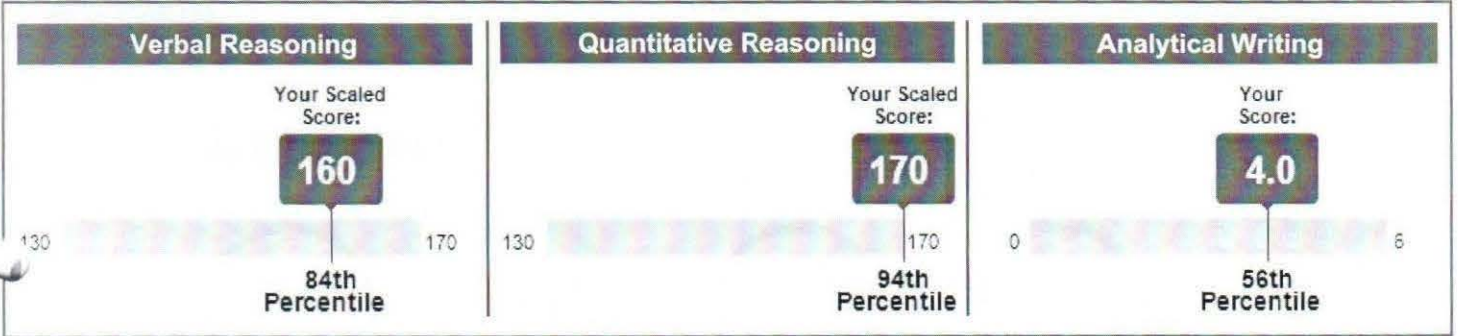 Verbal Reasoning
Your Scaled
Score:
160
130
170
84th
Percentile
Quantitative Reasoning
Your Scaled
Score:
170
130
170
94th
Percentile
Analytical Writing
Your
Score:
4.0
0
6
56th
Percentile